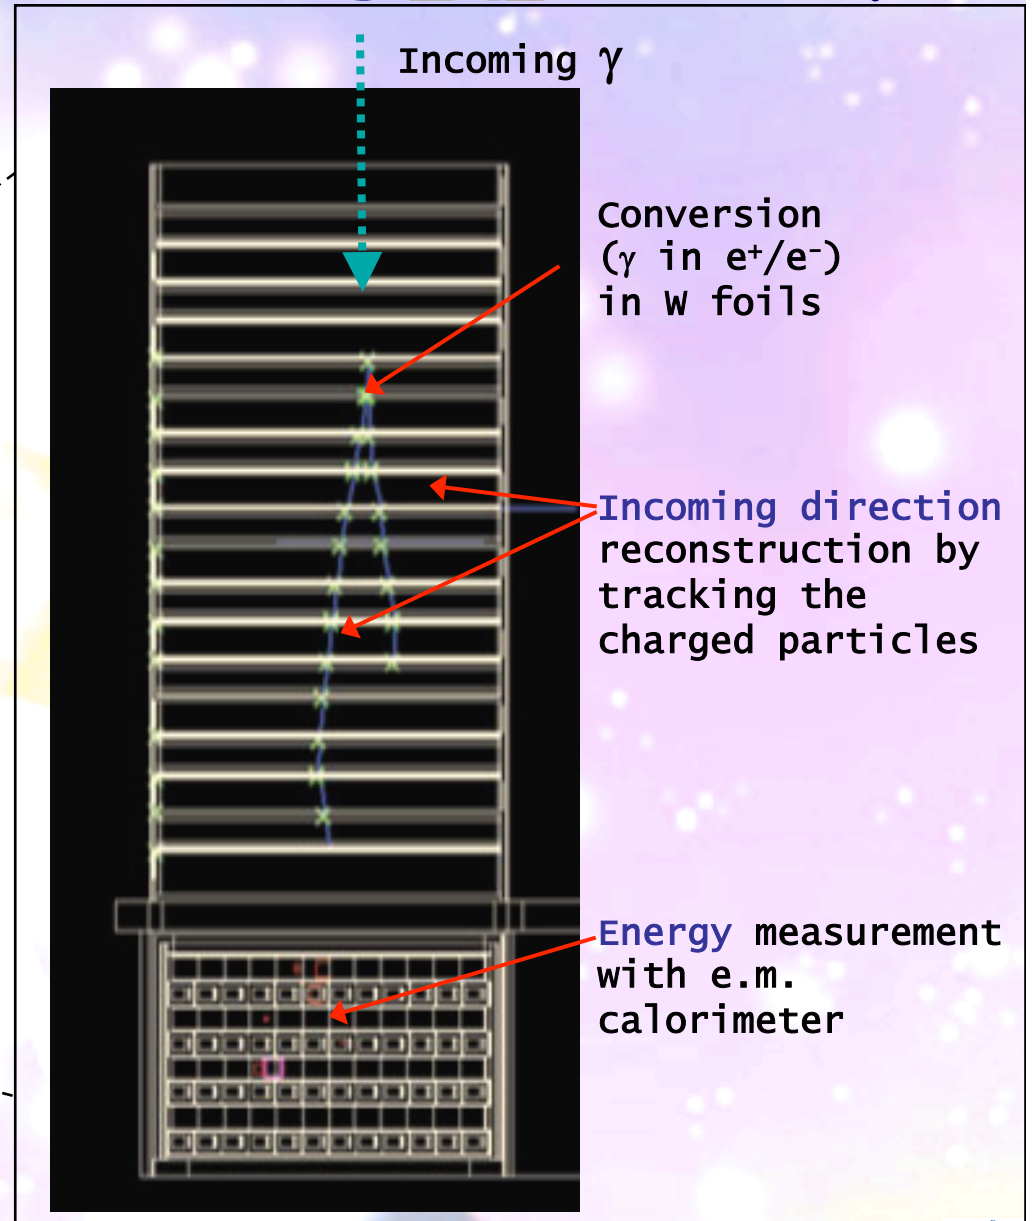 Incoming γ
Conversion
(γ in e⁺/e⁻)
in W foils
Incoming direction
reconstruction by
tracking the
charged particles
Energy measurement
with e.m.
calorimeter